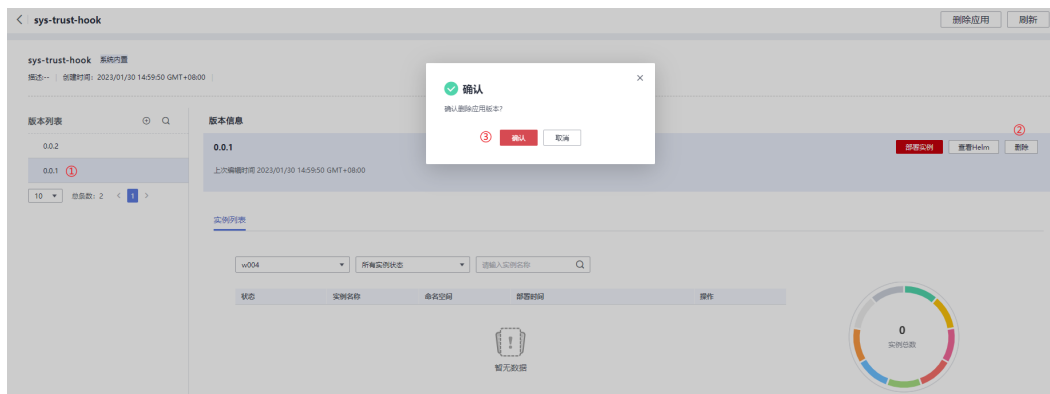 sys-trust-hook
删除应用
刷新
sys-trust-hook 系统内置
描述:-- 创建时间: 2023/01/30 14:59:50 GMT+08:00
确认
确认删除应用版本?
③ 确认 取消
版本列表
版本信息
②
0.0.2
0.0.1
部署实例 查看Helm 删除
0.0.1 ①
上次编辑时间 2023/01/30 14:59:50 GMT+08:00
10 总条数: 2 < 1 >
实例列表
w004 所有实例状态 请输入实例名称
状态 实例名称 命名空间 部署时间 操作
0
实例总数
暂无数据